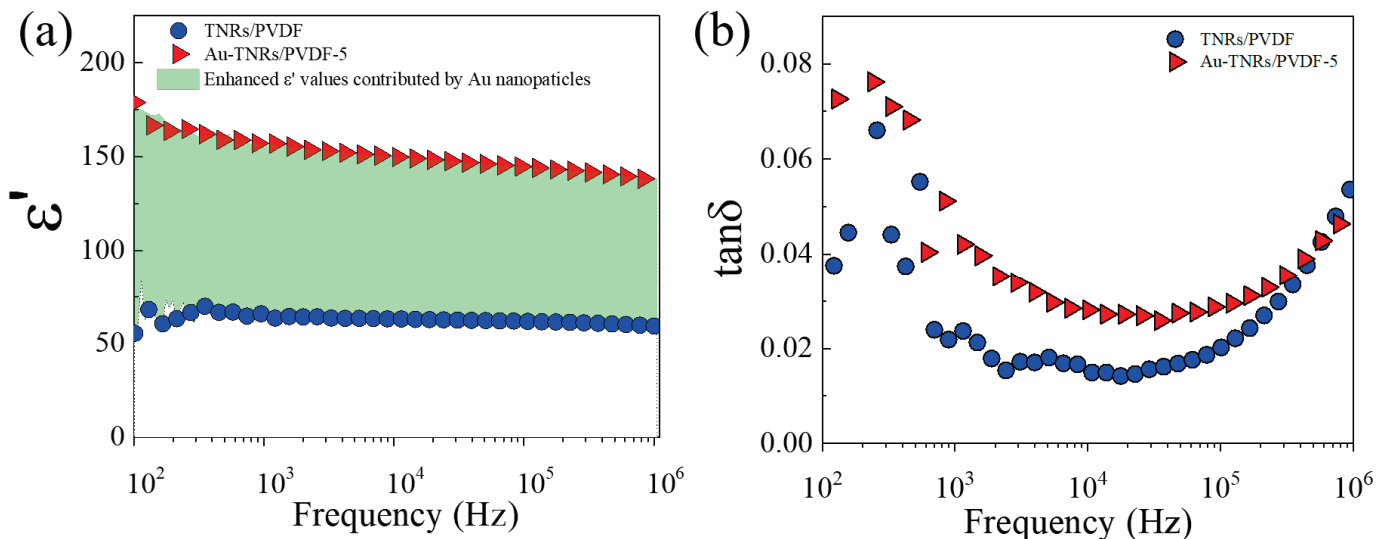 (a)
TNRs/PVDF
Au-TNRs/PVDF-5
Enhanced ε' values contributed by Au nanopaticles
200
150
100
50
0
ε'
10² 10³ 10⁴ 10⁵ 10⁶
Frequency (Hz)
(b)
TNRs/PVDF
Au-TNRs/PVDF-5
0.08
0.06
0.04
0.02
0.00
tanδ
10² 10³ 10⁴ 10⁵ 10⁶
Frequency (Hz)